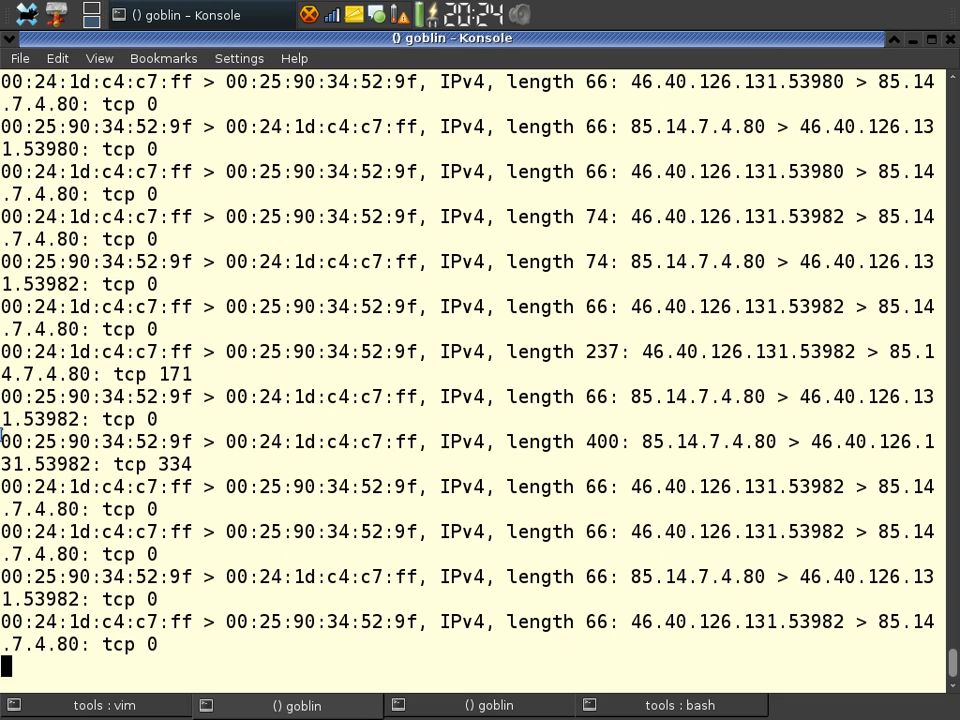 () goblin - Konsole
20:24
() goblin - Konsole
File Edit View Bookmarks Settings Help
00:24:1d:c4:c7:ff > 00:25:90:34:52:9f, IPv4, length 66: 46.40.126.131.53980 > 85.14
.7.4.80: tcp 0
00:25:90:34:52:9f > 00:24:1d:c4:c7:ff, IPv4, length 66: 85.14.7.4.80 > 46.40.126.13
1.53980: tcp 0
00:24:1d:c4:c7:ff > 00:25:90:34:52:9f, IPv4, length 66: 46.40.126.131.53980 > 85.14
.7.4.80: tcp 0
00:24:1d:c4:c7:ff > 00:25:90:34:52:9f, IPv4, length 74: 46.40.126.131.53982 > 85.14
.7.4.80: tcp 0
00:25:90:34:52:9f > 00:24:1d:c4:c7:ff, IPv4, length 74: 85.14.7.4.80 > 46.40.126.13
1.53982: tcp 0
00:24:1d:c4:c7:ff > 00:25:90:34:52:9f, IPv4, length 66: 46.40.126.131.53982 > 85.14
.7.4.80: tcp 0
00:24:1d:c4:c7:ff > 00:25:90:34:52:9f, IPv4, length 237: 46.40.126.131.53982 > 85.1
4.7.4.80: tcp 171
00:25:90:34:52:9f > 00:24:1d:c4:c7:ff, IPv4, length 66: 85.14.7.4.80 > 46.40.126.13
1.53982: tcp 0
00:25:90:34:52:9f > 00:24:1d:c4:c7:ff, IPv4, length 400: 85.14.7.4.80 > 46.40.126.1
31.53982: tcp 334
00:24:1d:c4:c7:ff > 00:25:90:34:52:9f, IPv4, length 66: 46.40.126.131.53982 > 85.14
.7.4.80: tcp 0
00:24:1d:c4:c7:ff > 00:25:90:34:52:9f, IPv4, length 66: 46.40.126.131.53982 > 85.14
.7.4.80: tcp 0
00:25:90:34:52:9f > 00:24:1d:c4:c7:ff, IPv4, length 66: 85.14.7.4.80 > 46.40.126.13
1.53982: tcp 0
00:24:1d:c4:c7:ff > 00:25:90:34:52:9f, IPv4, length 66: 46.40.126.131.53982 > 85.14
.7.4.80: tcp 0
tools : vim
() goblin
() goblin
tools : bash